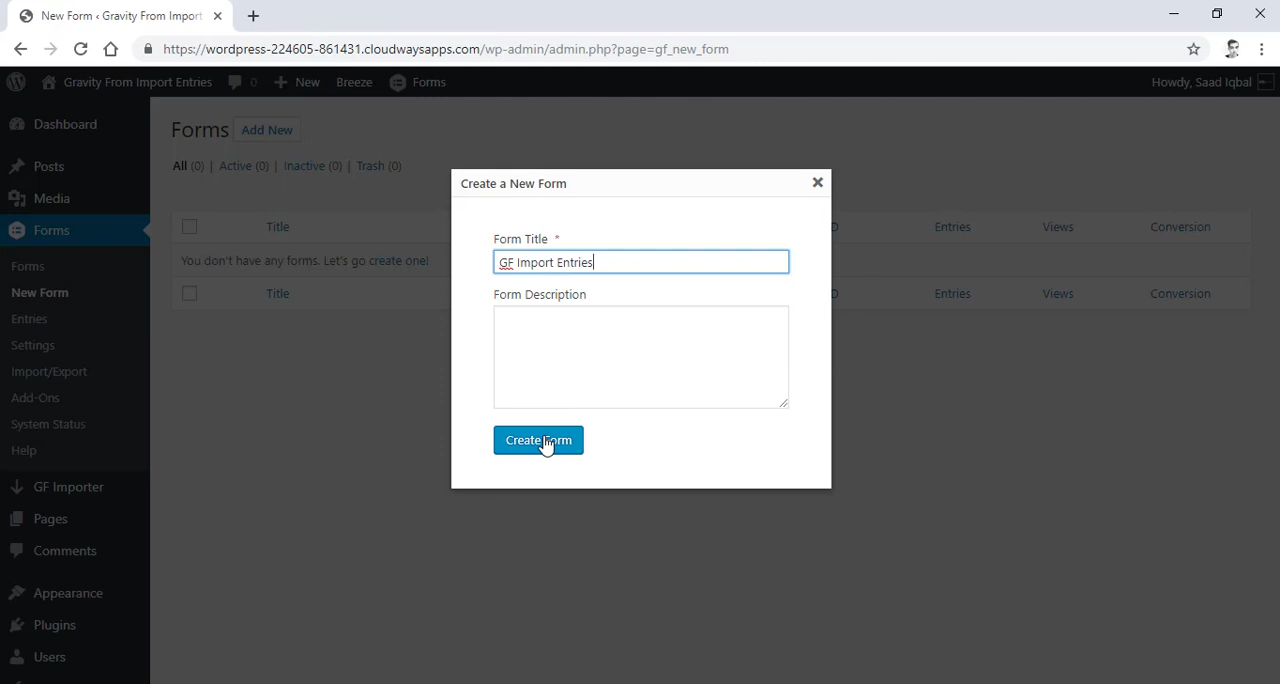 New Form ‹ Gravity From Import
https://wordpress-224605-861431.cloudwaysapps.com/wp-admin/admin.php?page=gf_new_form
Gravity From Import Entries 0 New Breeze Forms Howdy, Saad Iqbal
Dashboard
Posts
Media
Forms
Forms
New Form
Entries
Settings
Import/Export
Add-Ons
System Status
Help
GF Importer
Pages
Comments
Appearance
Plugins
Users
Forms Add New
All (0) | Active (0) | Inactive (0) | Trash (0)
Title Entries Views Conversion
You don't have any forms. Let's go create one!
Title Entries Views Conversion
Create a New Form
Form Title *
GF Import Entries
Form Description
Create Form